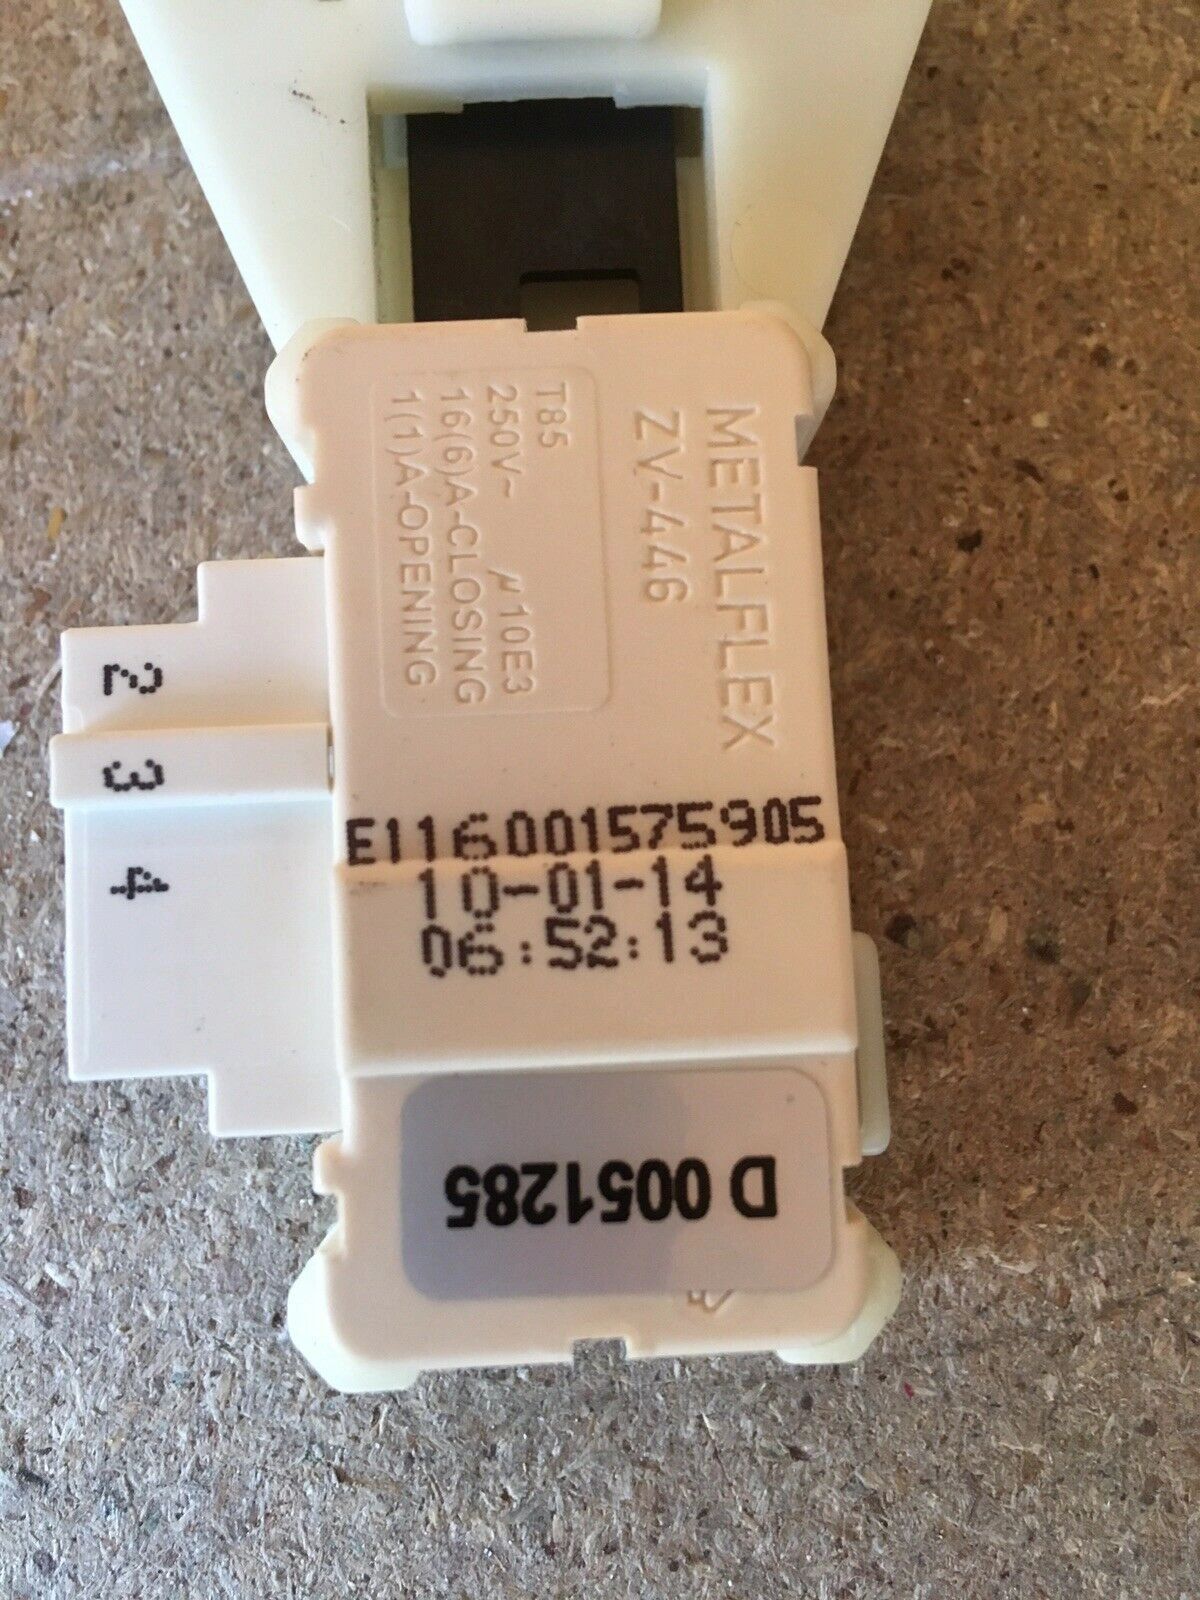 METALFLEX
ZV-446
T85
250V~ µ10E3
16(6)A-CLOSING
1(1)A-OPENING
2
3
4
E116001575905
10-01-14
06:52:13
D 0051285